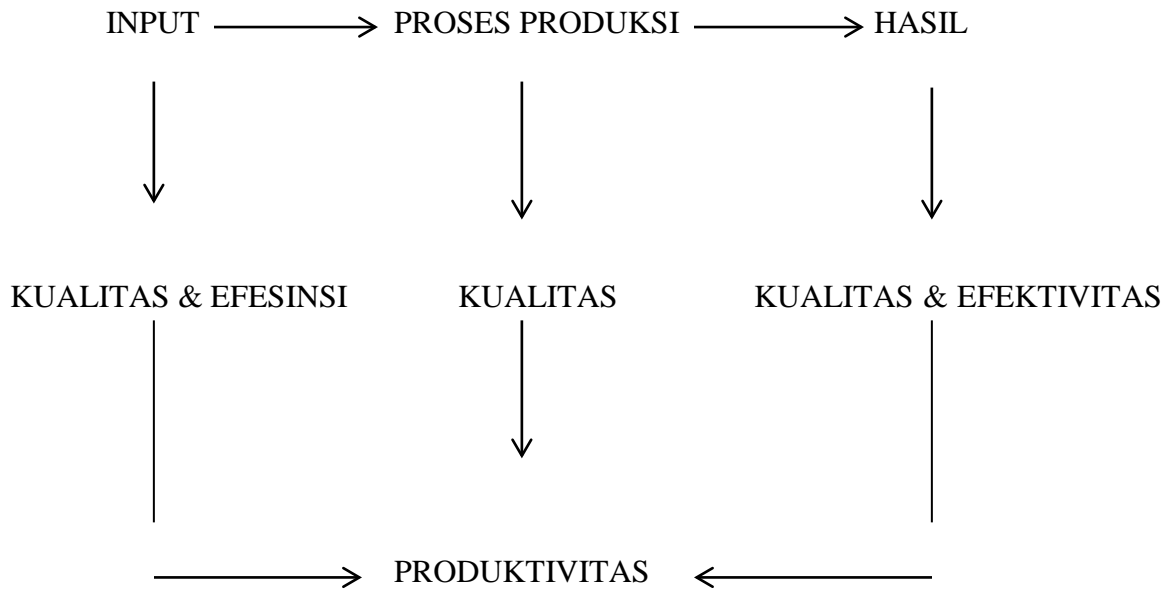 INPUT PROSES PRODUKSI HASIL
KUALITAS & EFESINSI KUALITAS KUALITAS & EFEKTIVITAS
PRODUKTIVITAS